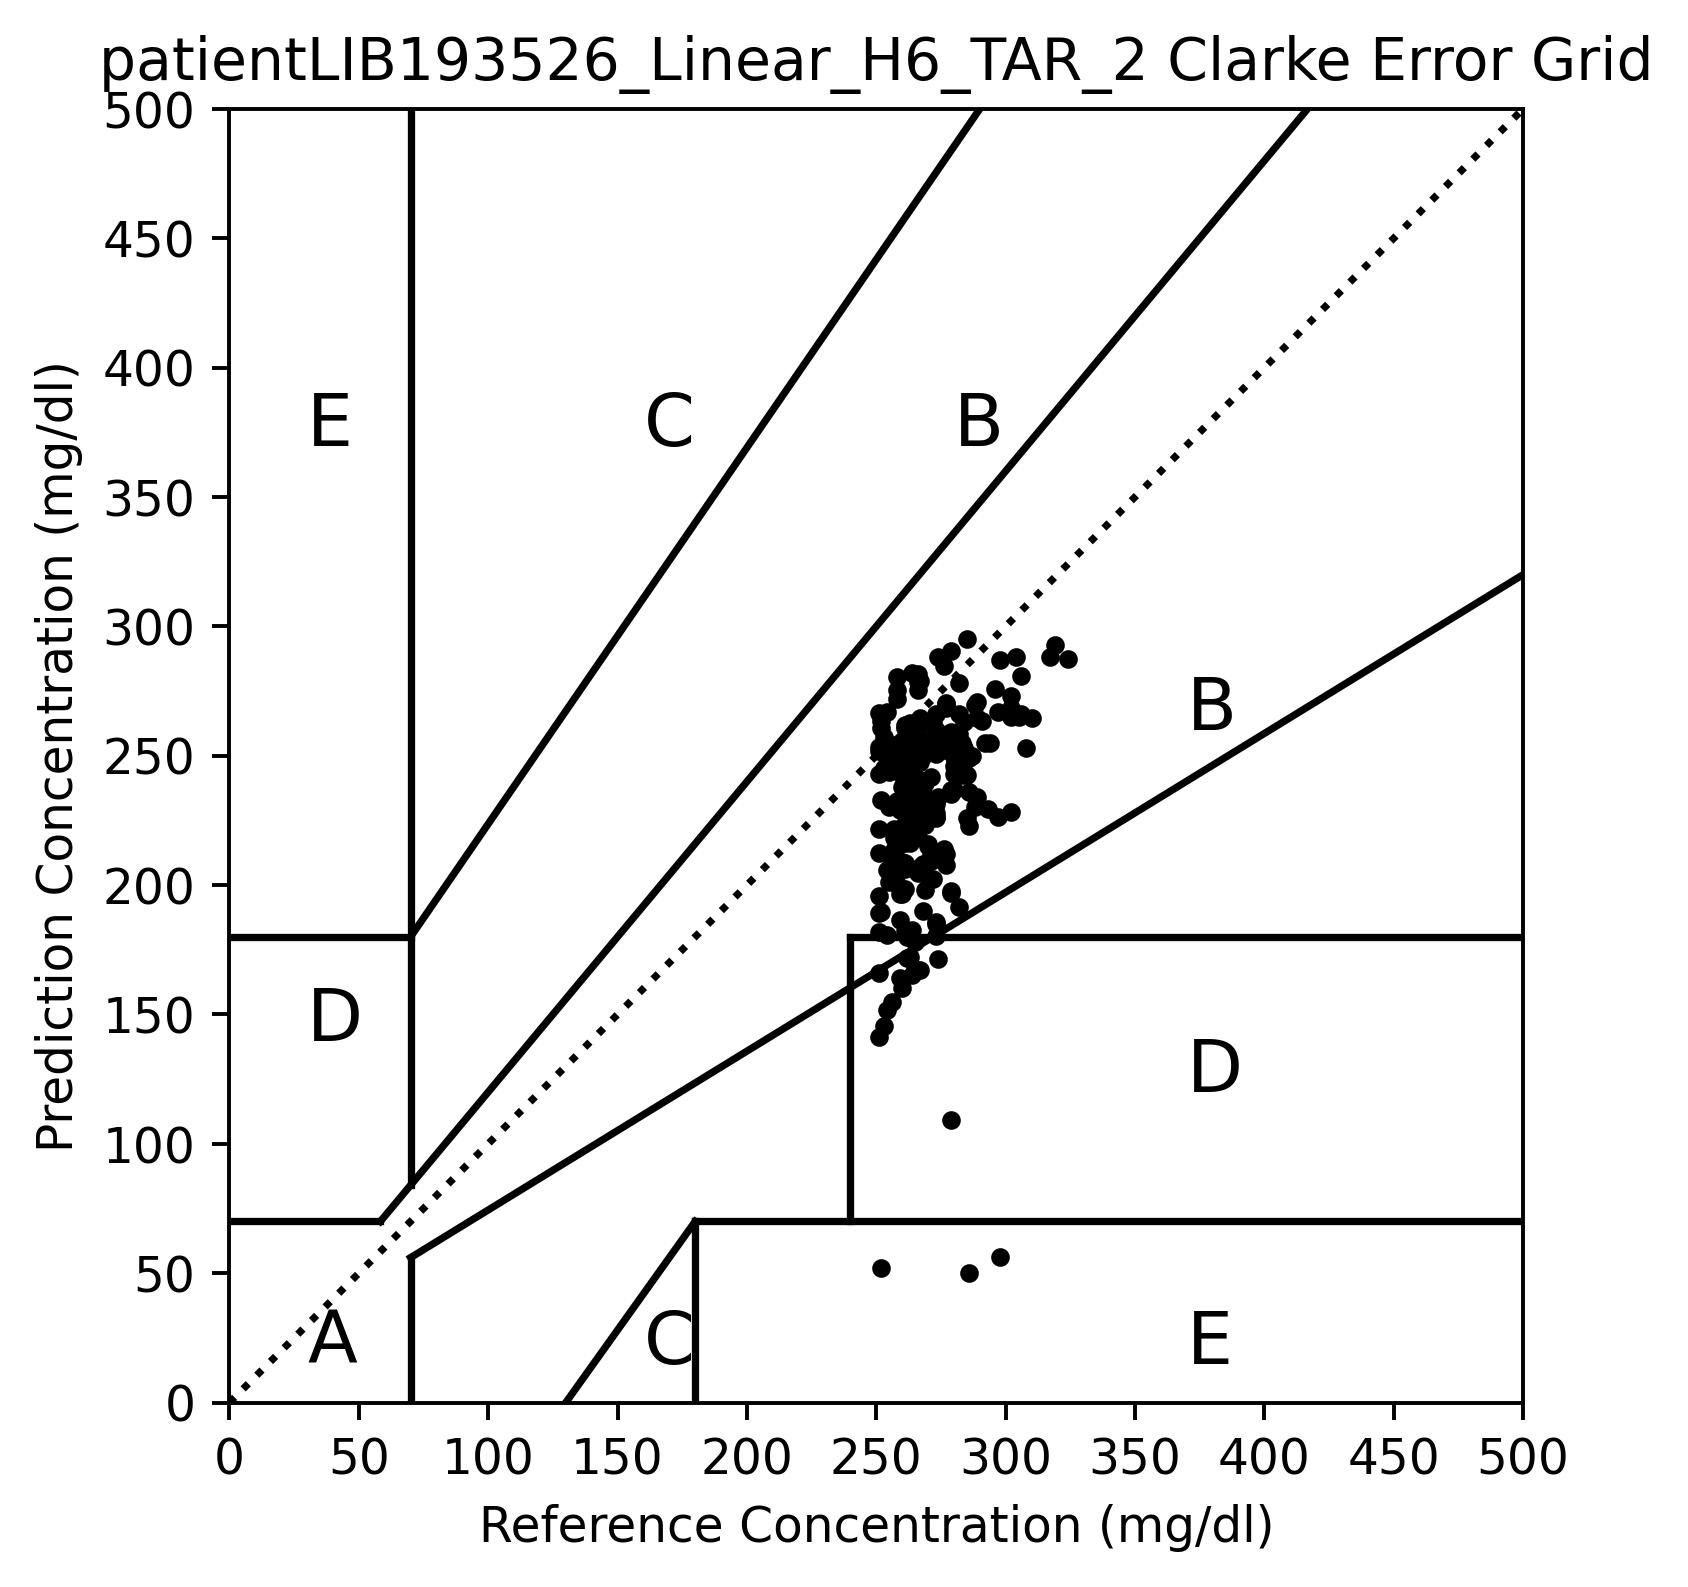 patientLIB193526_Linear_H6_TAR_2 Clarke Error Grid
500
450
400
350
300
250
200
150
100
50
0
Prediction Concentration (mg/dl)
E
C
B
B
D
D
A
C
E
0 50 100 150 200 250 300 350 400 450 500
Reference Concentration (mg/dl)